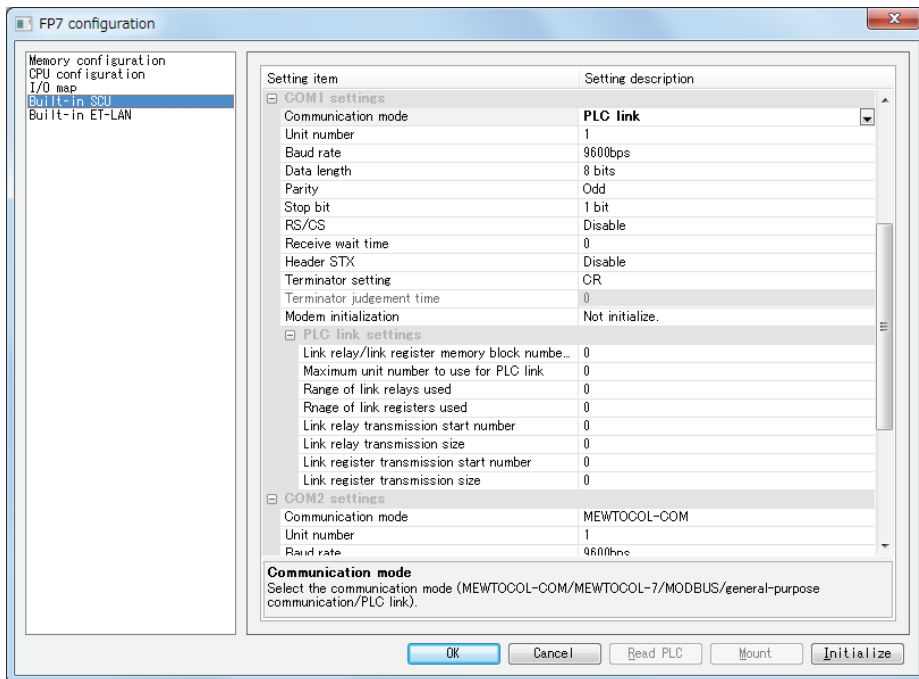 FP7 configuration
Memory configuration
CPU configuration
I/O map
Built-in SCU
Built-in ET-LAN
Setting item Setting description
COM1 settings
Communication mode PLC link
Unit number 1
Baud rate 9600bps
Data length 8 bits
Parity Odd
Stop bit 1 bit
RS/CS Disable
Receive wait time 0
Header STX Disable
Terminator setting CR
Terminator judgement time 0
Modem initialization Not initialize.
PLC link settings
Link relay/link register memory block numbe... 0
Maximum unit number to use for PLC link 0
Range of link relays used 0
Rnage of link registers used 0
Link relay transmission start number 0
Link relay transmission size 0
Link register transmission start number 0
Link register transmission size 0
COM2 settings
Communication mode MEWTOCOL-COM
Unit number 1
Baud rate 9600bps
Communication mode
Select the communication mode (MEWTOCOL-COM/MEWTOCOL-7/MODBUS/general-purpose
communication/PLC link).
OK Cancel Read PLC Mount Initialize